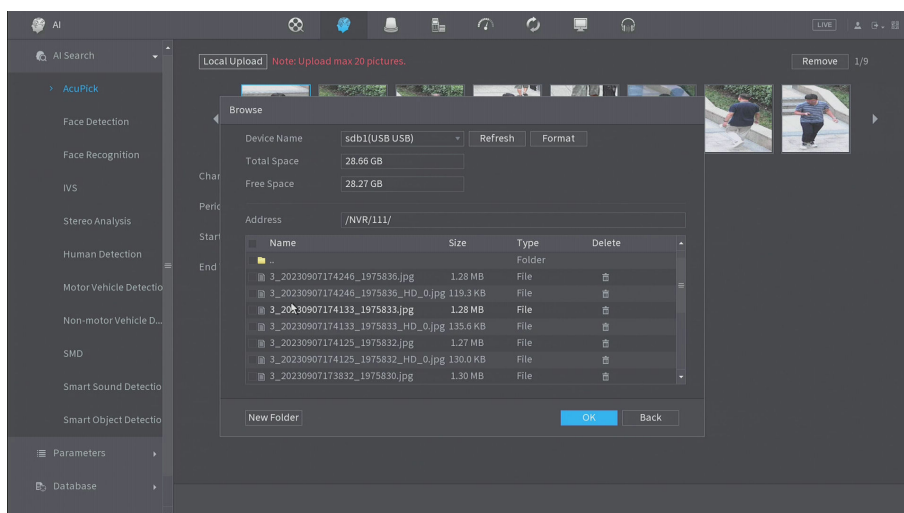 AI
LIVE
AI Search
Local Upload Note: Upload max 20 pictures.
Remove 1/9
AcuPick
Face Detection
Face Recognition
IVS
Stereo Analysis
Human Detection
Motor Vehicle Detectio
Non-motor Vehicle D...
SMD
Smart Sound Detectio
Smart Object Detectio
Parameters
Database
Char
Peric
Start
End
Browse
Device Name sdb1(USB USB) Refresh Format
Total Space 28.66 GB
Free Space 28.27 GB
Address /NVR/111/
Name Size Type Delete
.. Folder
3_20230907174246_1975836.jpg 1.28 MB File
3_20230907174246_1975836_HD_0.jpg 119.3 KB File
3_20230907174133_1975833.jpg 1.28 MB File
3_20230907174133_1975833_HD_0.jpg 135.6 KB File
3_20230907174125_1975832.jpg 1.27 MB File
3_20230907174125_1975832_HD_0.jpg 130.0 KB File
3_20230907173832_1975830.jpg 1.30 MB File
New Folder OK Back